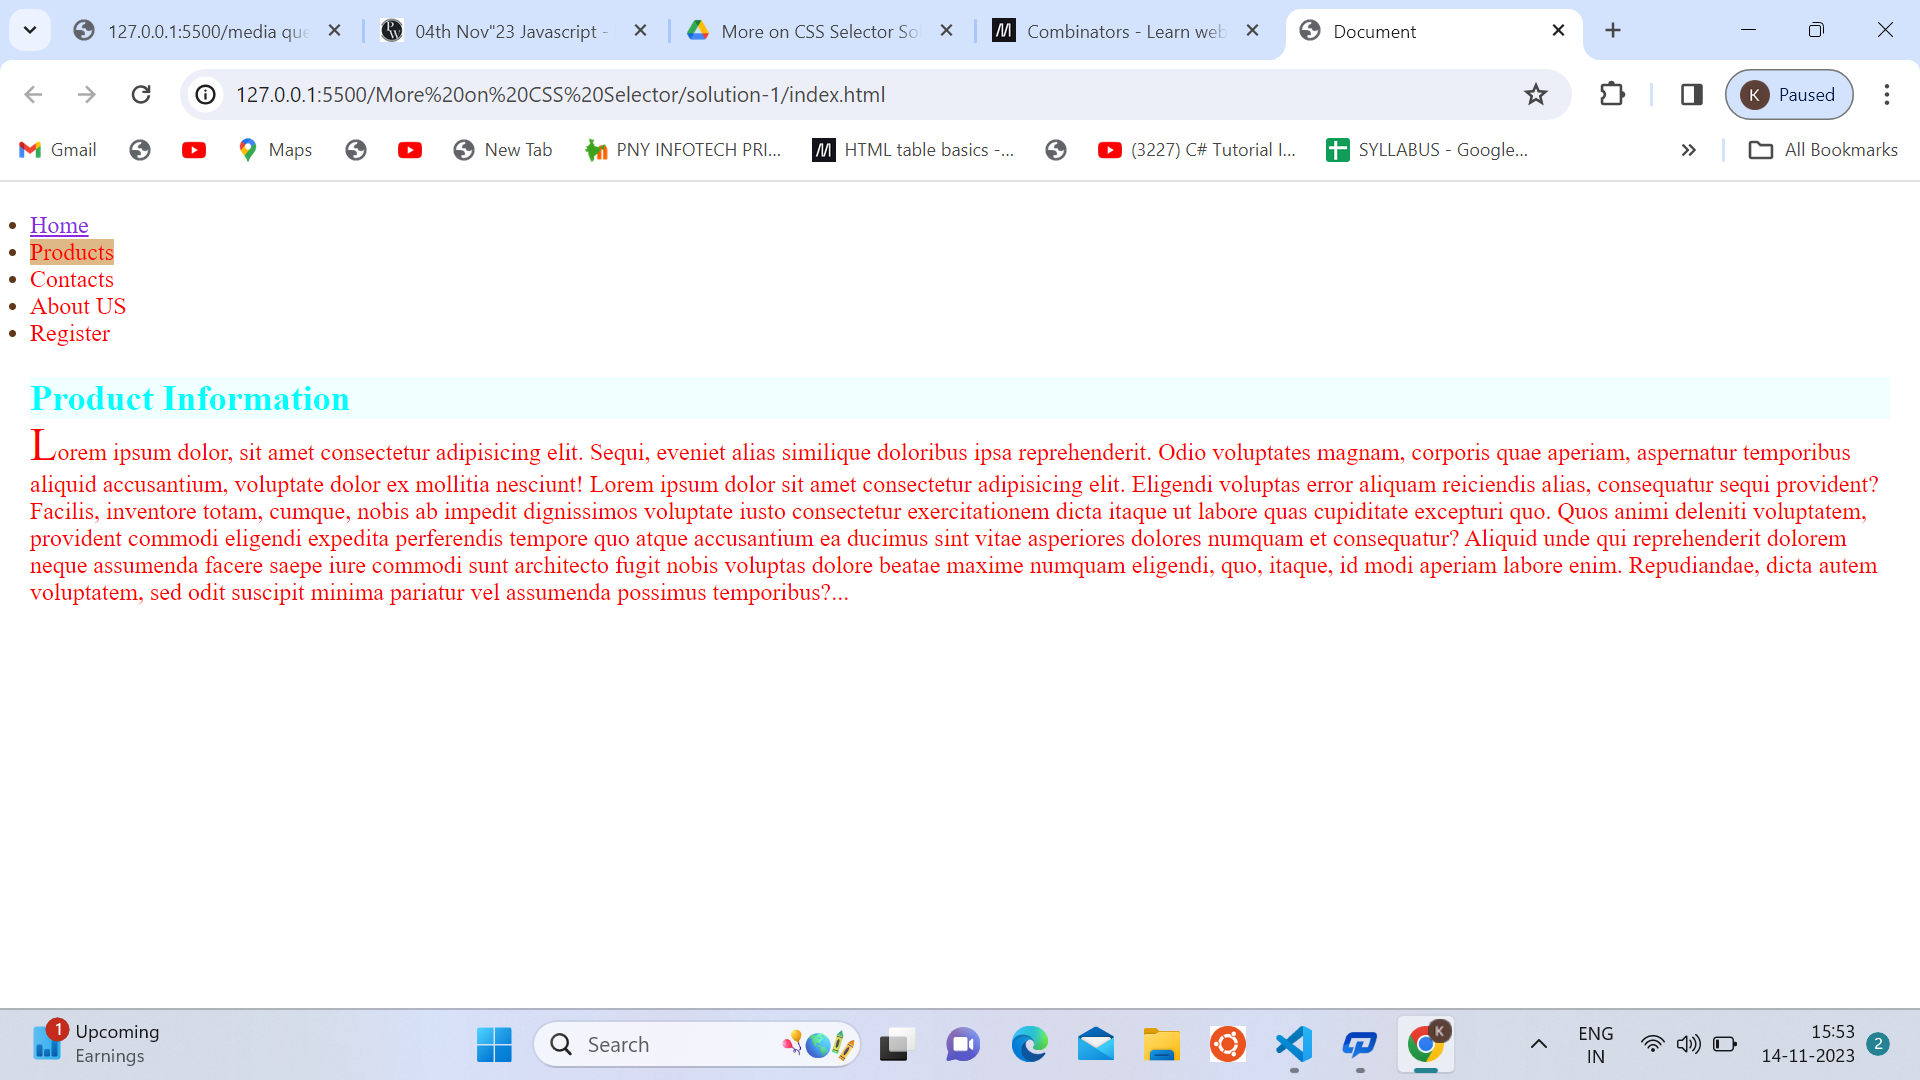 127.0.0.1:5500/media que
04th Nov"23 Javascript -
More on CSS Selector Sol
Combinators - Learn web
Document
127.0.0.1:5500/More%20on%20CSS%20Selector/solution-1/index.html
K Paused
Gmail
Maps
New Tab
PNY INFOTECH PRI...
HTML table basics -...
(3227) C# Tutorial I...
SYLLABUS - Google...
» All Bookmarks
Home
Products
Contacts
About US
Register
Product Information
Lorem ipsum dolor, sit amet consectetur adipisicing elit. Sequi, eveniet alias similique doloribus ipsa reprehenderit. Odio voluptates magnam, corporis quae aperiam, aspernatur temporibus
aliquid accusantium, voluptate dolor ex mollitia nesciunt! Lorem ipsum dolor sit amet consectetur adipisicing elit. Eligendi voluptas error aliquam reiciendis alias, consequatur sequi provident?
Facilis, inventore totam, cumque, nobis ab impedit dignissimos voluptate iusto consectetur exercitationem dicta itaque ut labore quas cupiditate excepturi quo. Quos animi deleniti voluptatem,
provident commodi eligendi expedita perferendis tempore quo atque accusantium ea ducimus sint vitae asperiores dolores numquam et consequatur? Aliquid unde qui reprehenderit dolorem
neque assumenda facere saepe iure commodi sunt architecto fugit nobis voluptas dolore beatae maxime numquam eligendi, quo, itaque, id modi aperiam labore enim. Repudiandae, dicta autem
voluptatem, sed odit suscipit minima pariatur vel assumenda possimus temporibus?...
1
Upcoming
Earnings
Search
K
ENG
IN
15:53
14-11-2023
2